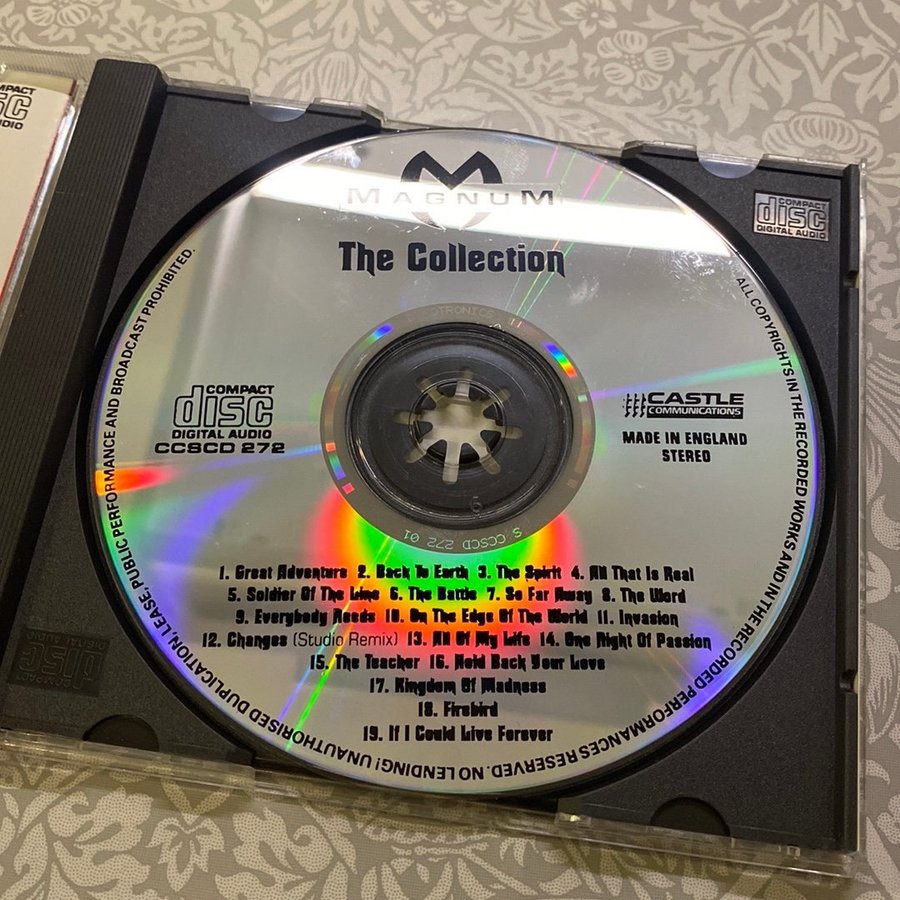 COMPACT
disc
DIGITAL AUDIO
MAGNUM
The Collection
COMPACT
disc
DIGITAL AUDIO
CCSCD 272
CASTLE
COMMUNICATIONS
MADE IN ENGLAND
STEREO
S CCSCD 272 01
1. Great Adventure 2. Back To Earth 3. The Spirit 4. All That Is Real
5. Soldier Of The Line 6. The Battle 7. So Far Away 8. The Word
9. Everybody Needs 10. On The Edge Of The World 11. Invasion
12. Changes (Studio Remix) 13. All Of My Life 14. One Night Of Passion
15. The Teacher 16. Hold Back Your Love
17. Kingdom Of Madness
18. Firebird
19. If I Could Live Forever
ALL COPYRIGHTS IN THE RECORDED WORKS AND IN THE RECORDED PERFORMANCES RESERVED. NO LENDING! UNAUTHORISED DUPLICATION, LEASE, PUBLIC PERFORMANCE AND BROADCAST PROHIBITED.